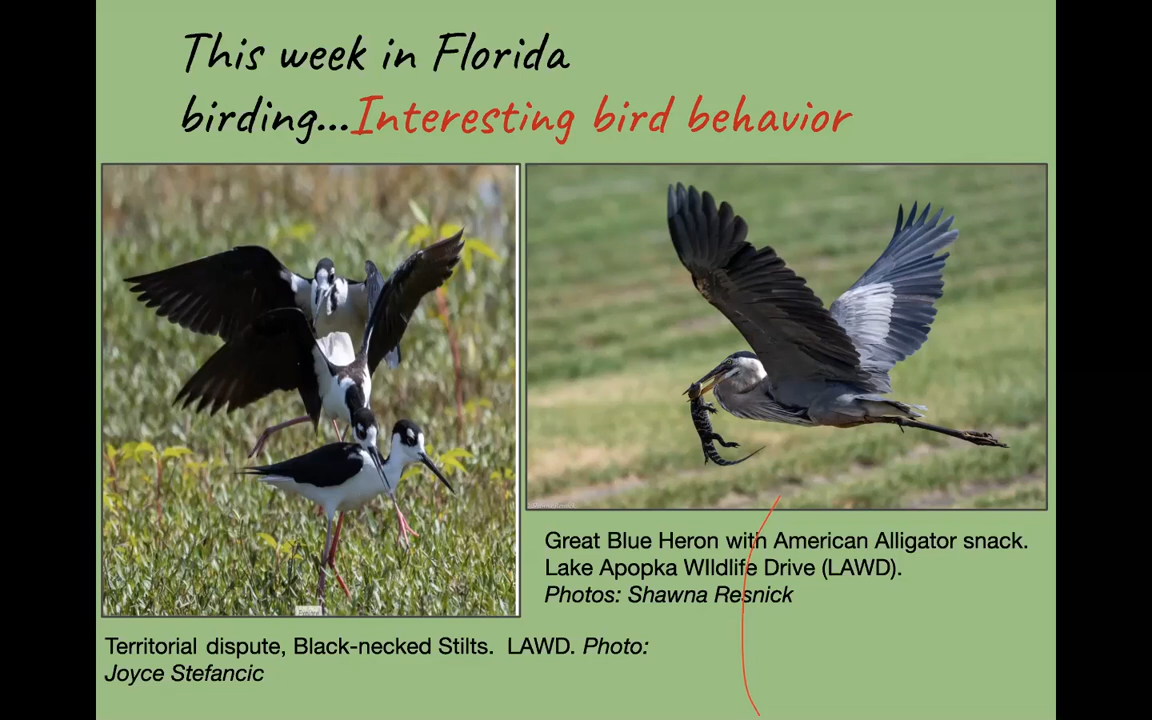 This week in Florida
birding...Interesting bird behavior
Great Blue Heron with American Alligator snack.
Lake Apopka WIldlife Drive (LAWD).
Photos: Shawna Resnick
Territorial dispute, Black-necked Stilts.  LAWD. Photo:
Joyce Stefancic